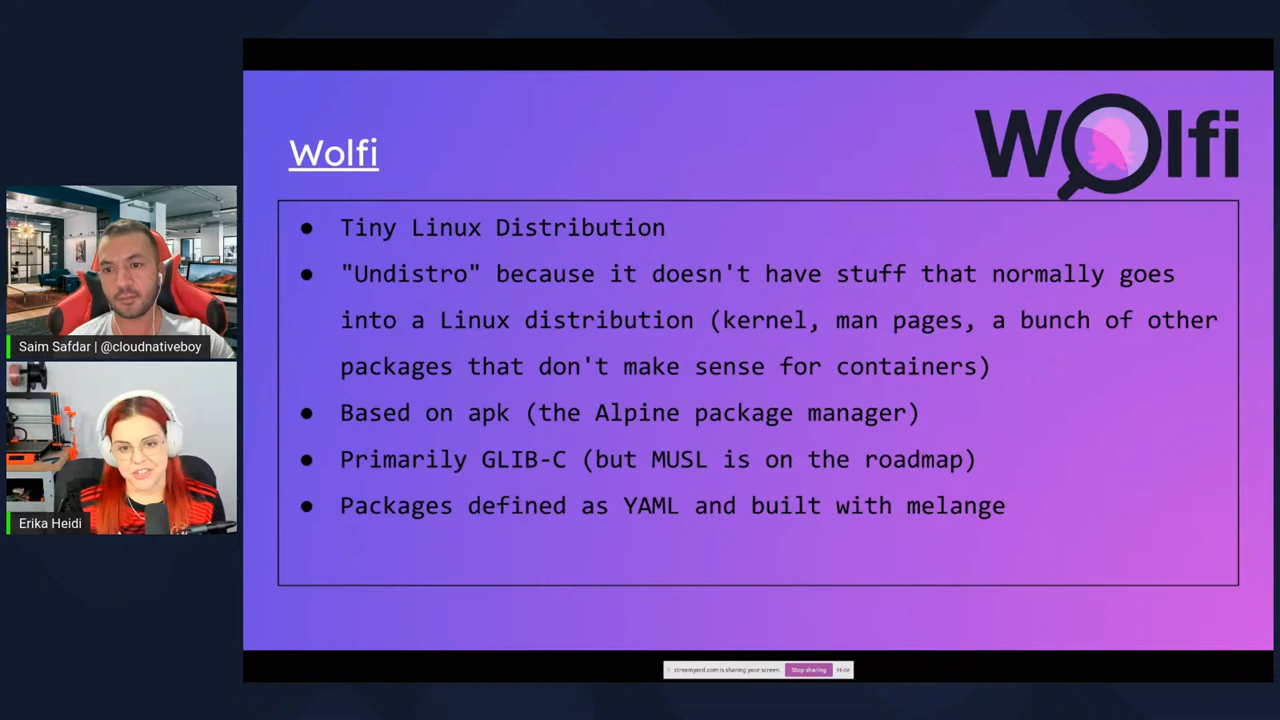 Wolfi
Wolfi
● Tiny Linux Distribution
● "Undistro" because it doesn't have stuff that normally goes
into a Linux distribution (kernel, man pages, a bunch of other
packages that don't make sense for containers)
● Based on apk (the Alpine package manager)
● Primarily GLIB-C (but MUSL is on the roadmap)
● Packages defined as YAML and built with melange
Saim Safdar | @cloudnativeboy
Erika Heidi
streamyard.com is sharing your screen.
Stop sharing
Hide